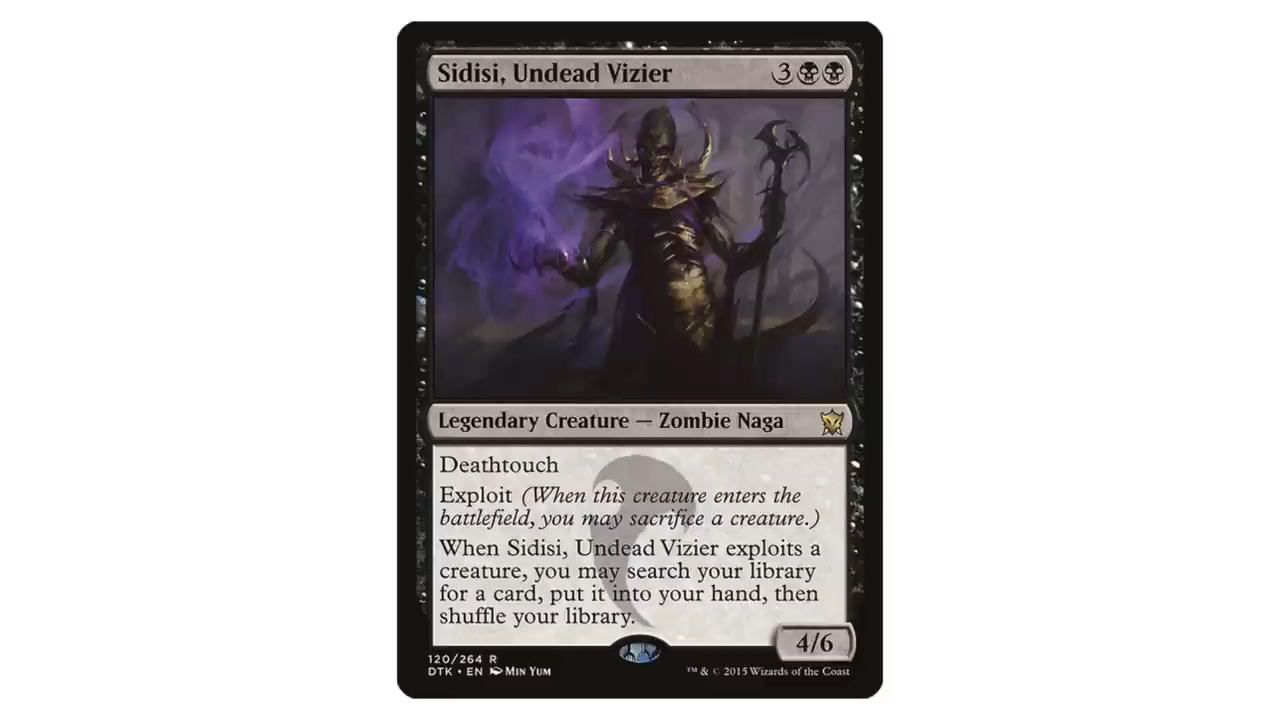 Sidisi, Undead Vizier 3
Legendary Creature — Zombie Naga
Deathtouch
Exploit (When this creature enters the
battlefield, you may sacrifice a creature.)
When Sidisi, Undead Vizier exploits a
creature, you may search your library
for a card, put it into your hand, then
shuffle your library.
4/6
120/264 R
DTK • EN Min Yum
™ & © 2015 Wizards of the Coast